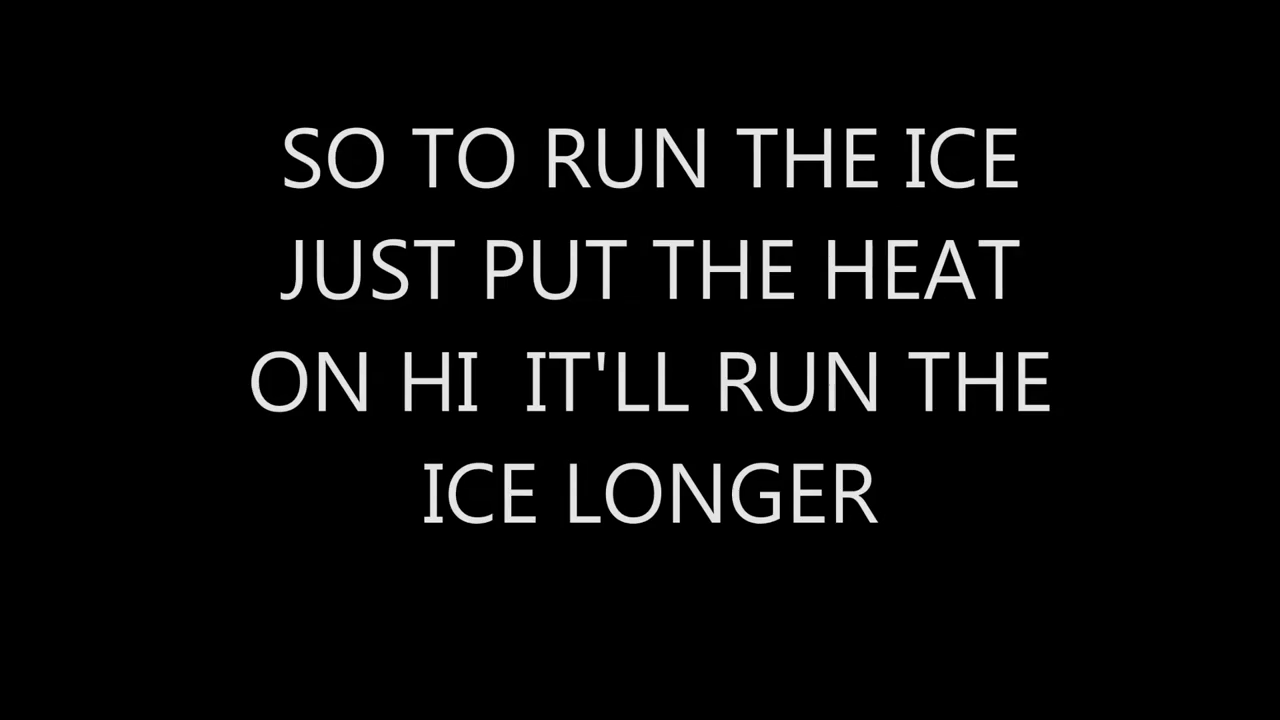 SO TO RUN THE ICE
JUST PUT THE HEAT
ON HI  IT'LL RUN THE
ICE LONGER